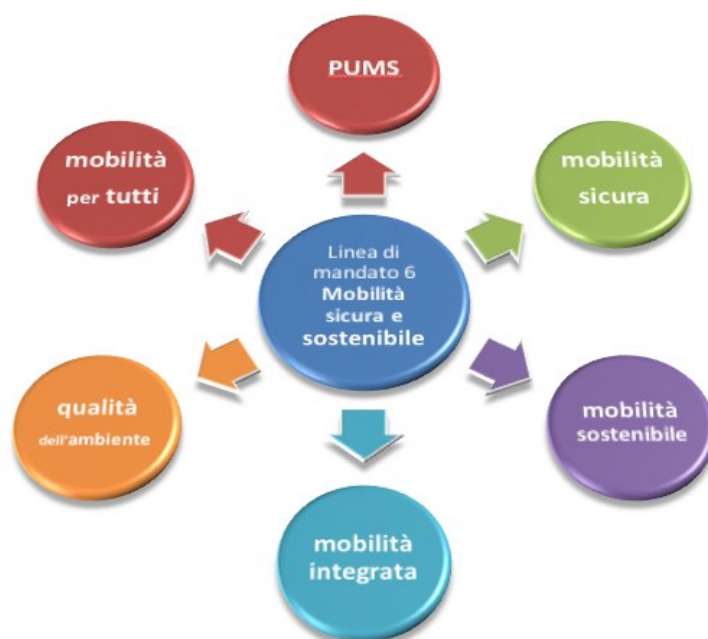 PUMS
mobilità
per tutti
mobilità
sicura
Linea di
mandato 6
Mobilità
sicura e
sostenibile
qualità
dell'ambiente
mobilità
sostenibile
mobilità
integrata